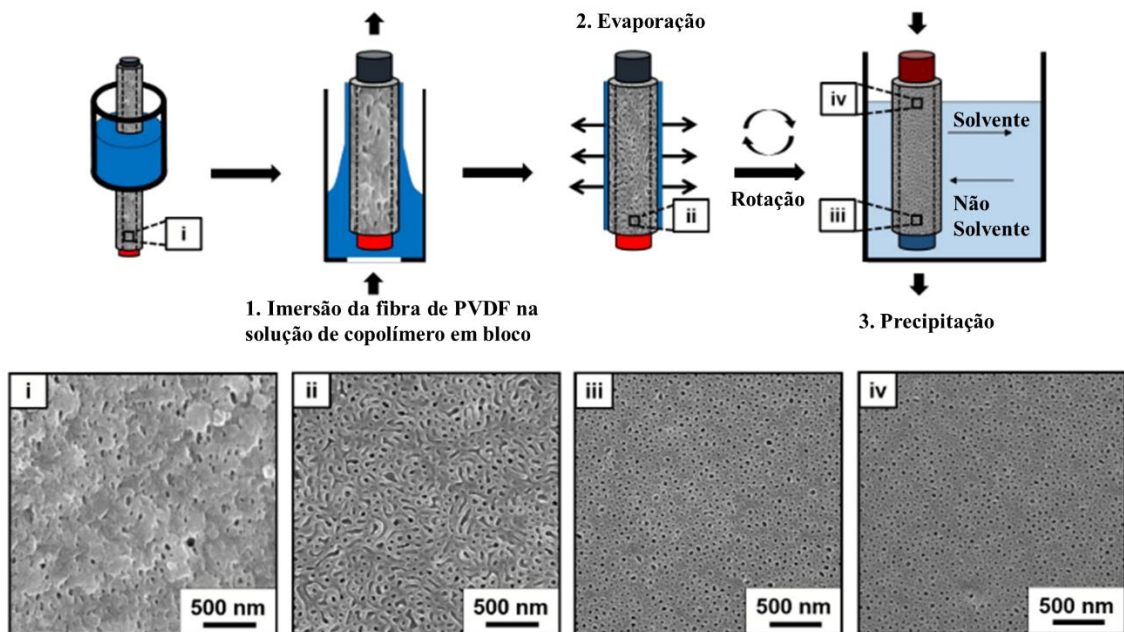 2. Evaporação
iv
Solvente
i
ii
Rotação
iii
Não
Solvente
1. Imersão da fibra de PVDF na
solução de copolímero em bloco
3. Precipitação
i
500 nm
ii
500 nm
iii
500 nm
iv
500 nm